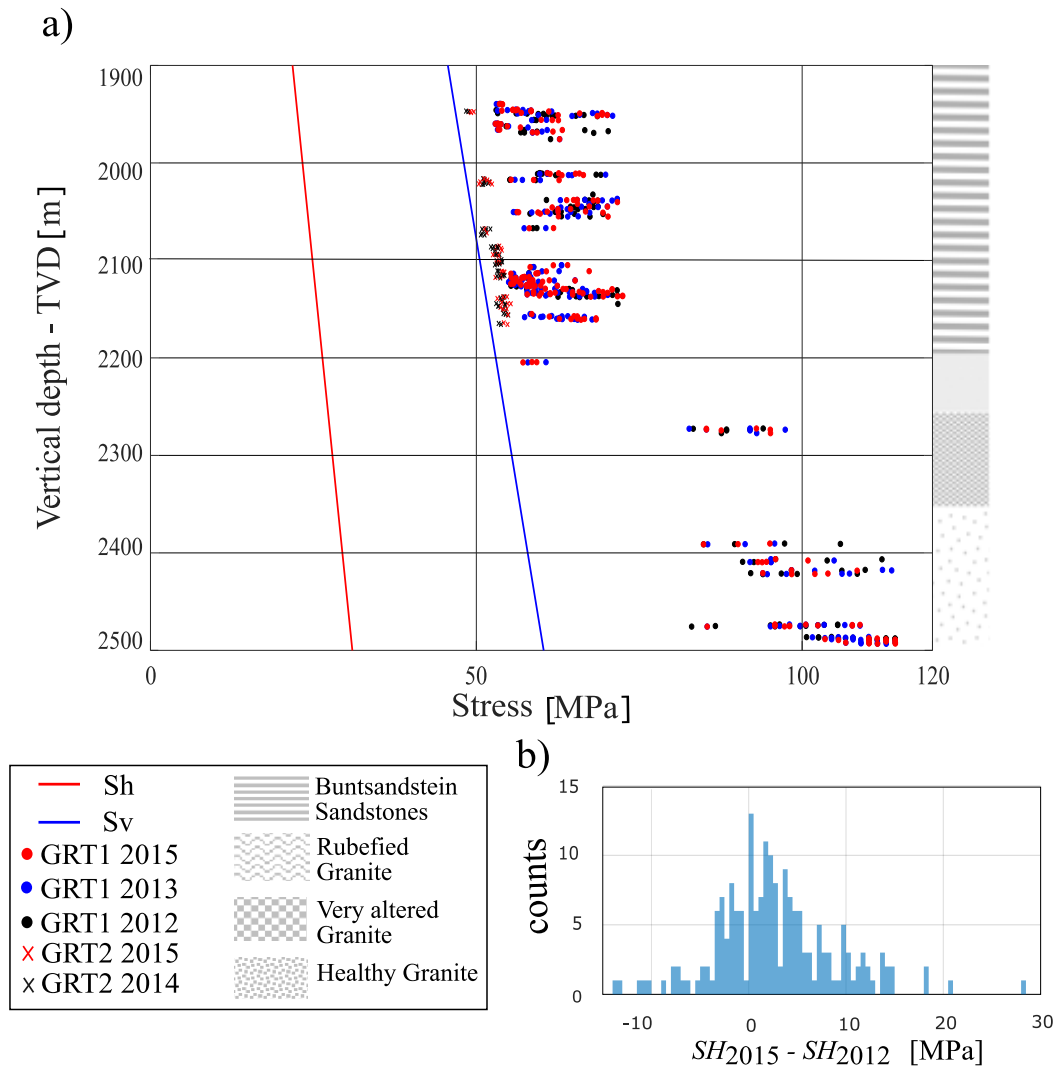 a)
1900
2000
2100
2200
2300
2400
2500
Vertical depth - TVD [m]
0
50
100
120
Stress [MPa]
Sh
Sv
GRT1 2015
GRT1 2013
GRT1 2012
GRT2 2015
GRT2 2014
Buntsandstein
Sandstones
Rubefied
Granite
Very altered
Granite
Healthy Granite
b)
15
10
5
0
counts
-10
0
10
20
30
SH2015 - SH2012 [MPa]